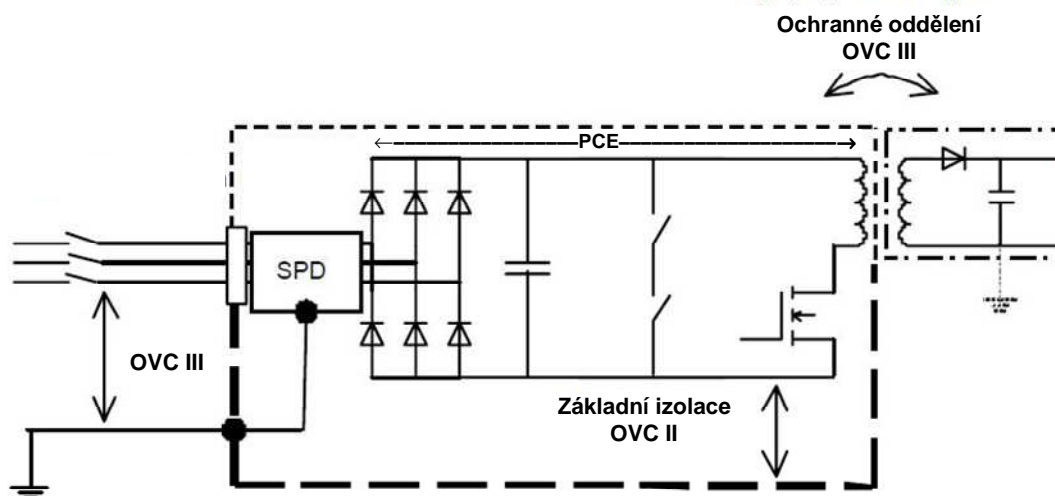 Ochranné oddělení
OVC III
PCE
SPD
OVC III
Základní izolace
OVC II